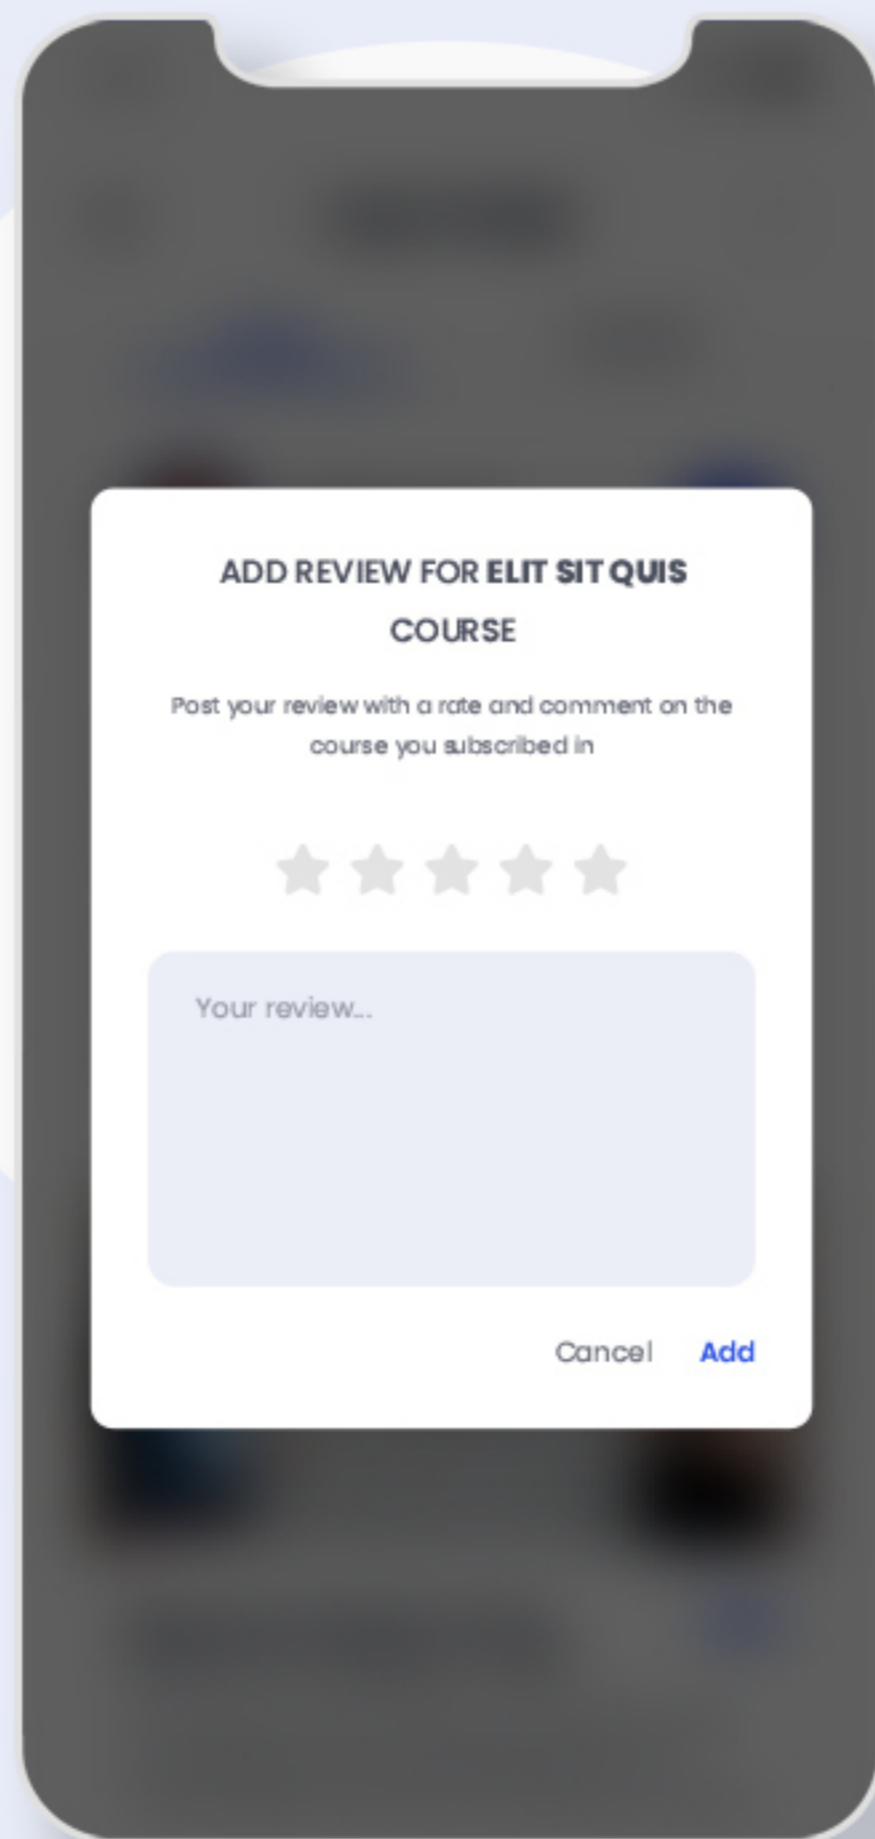 ADD REVIEW FOR ELIT SIT QUIS
COURSE
Post your review with a rate and comment on the
course you subscribed in
Your review...
Cancel Add